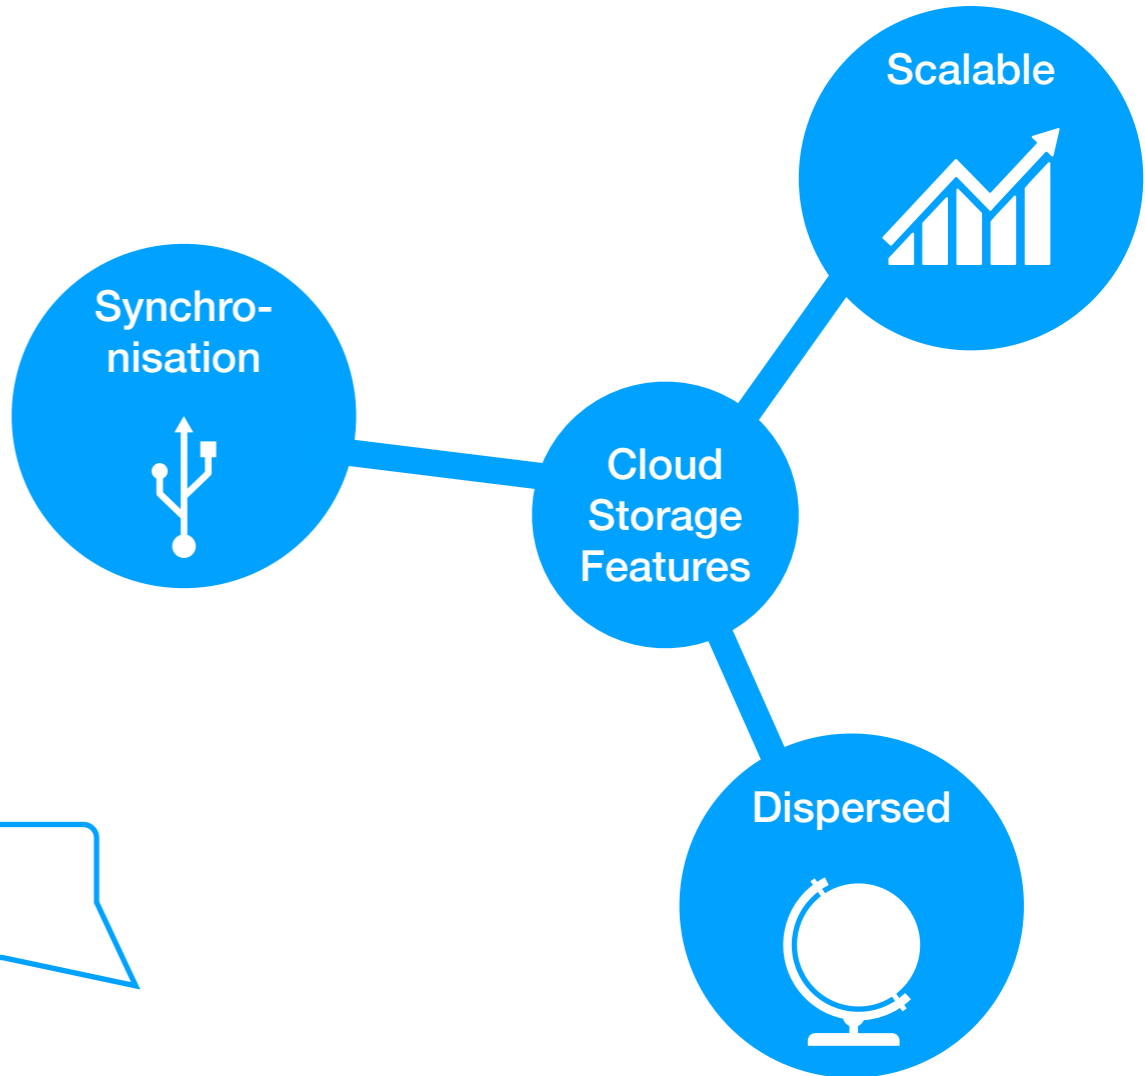 Scalable
Synchro-
nisation
Cloud
Storage
Features
Dispersed